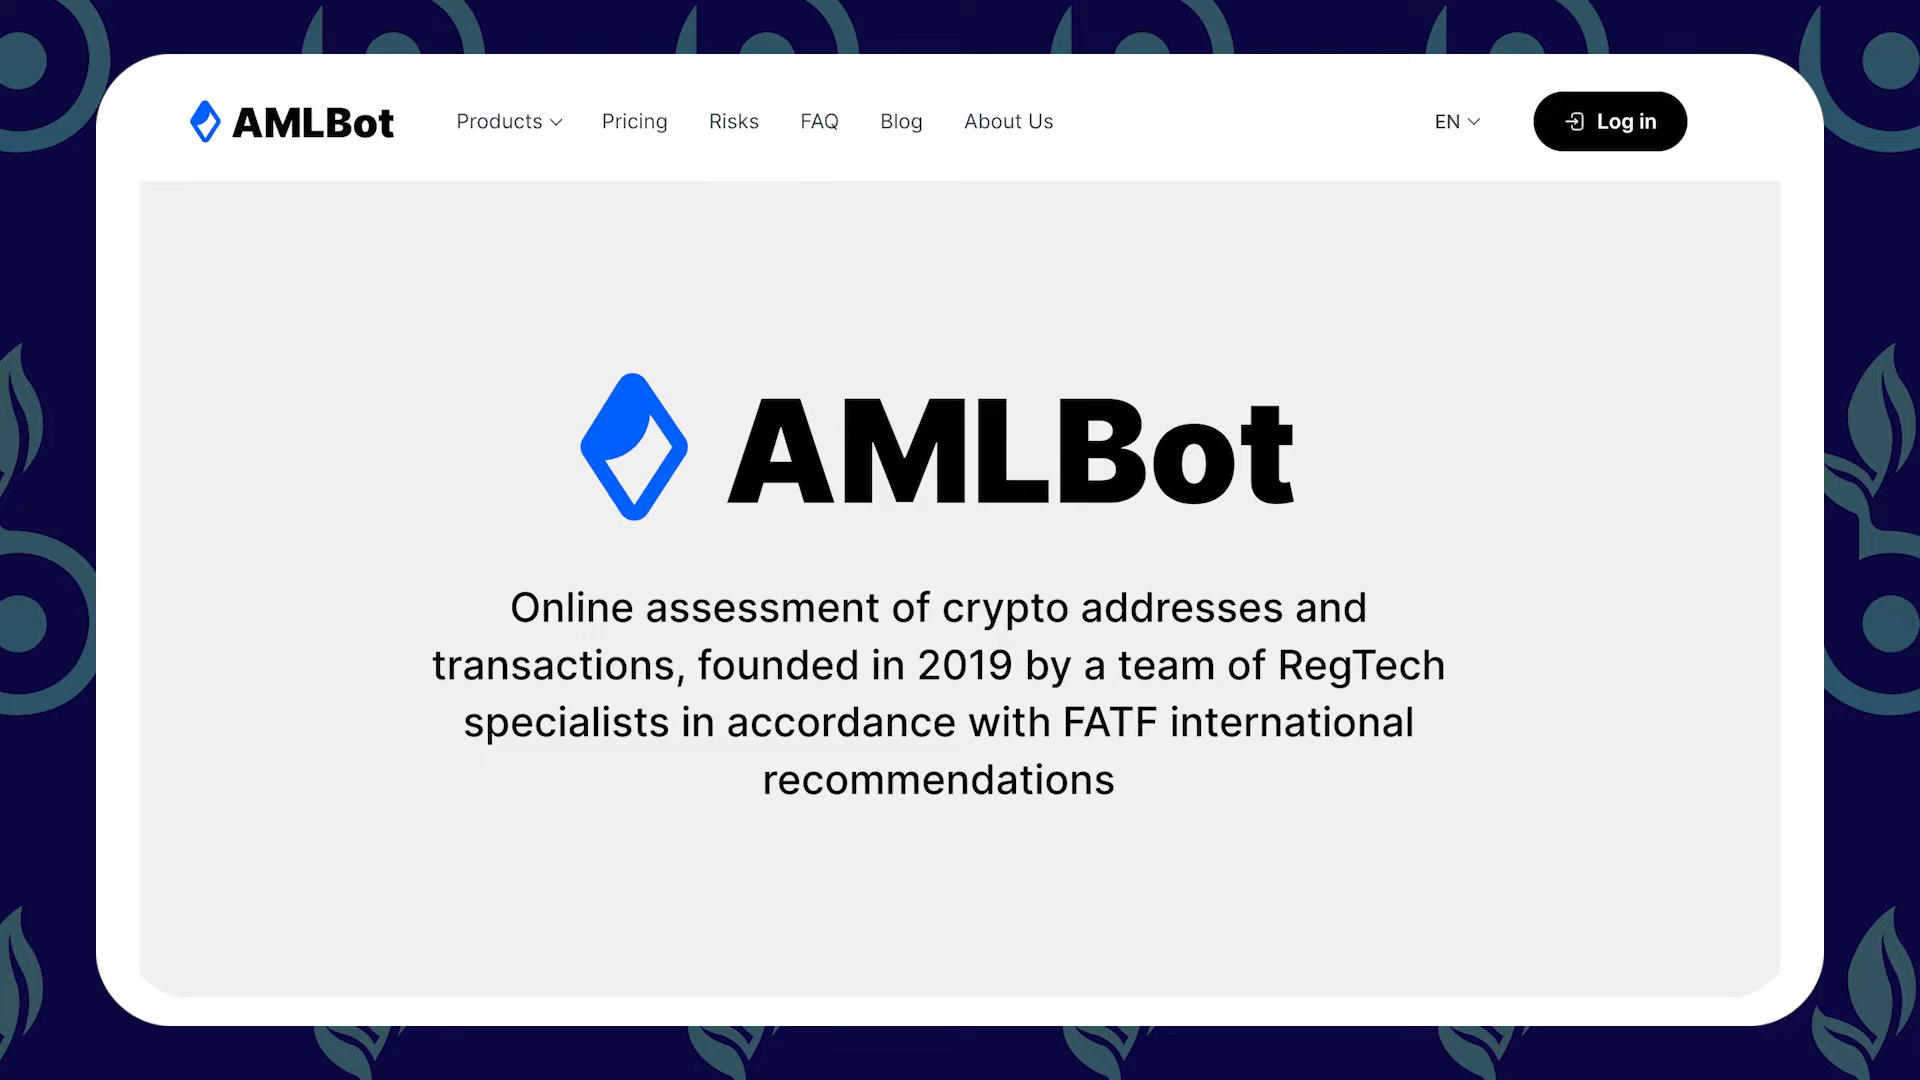 AMLBot Products Pricing Risks FAQ Blog About Us EN Log in
AMLBot
Online assessment of crypto addresses and
transactions, founded in 2019 by a team of RegTech
specialists in accordance with FATF international
recommendations